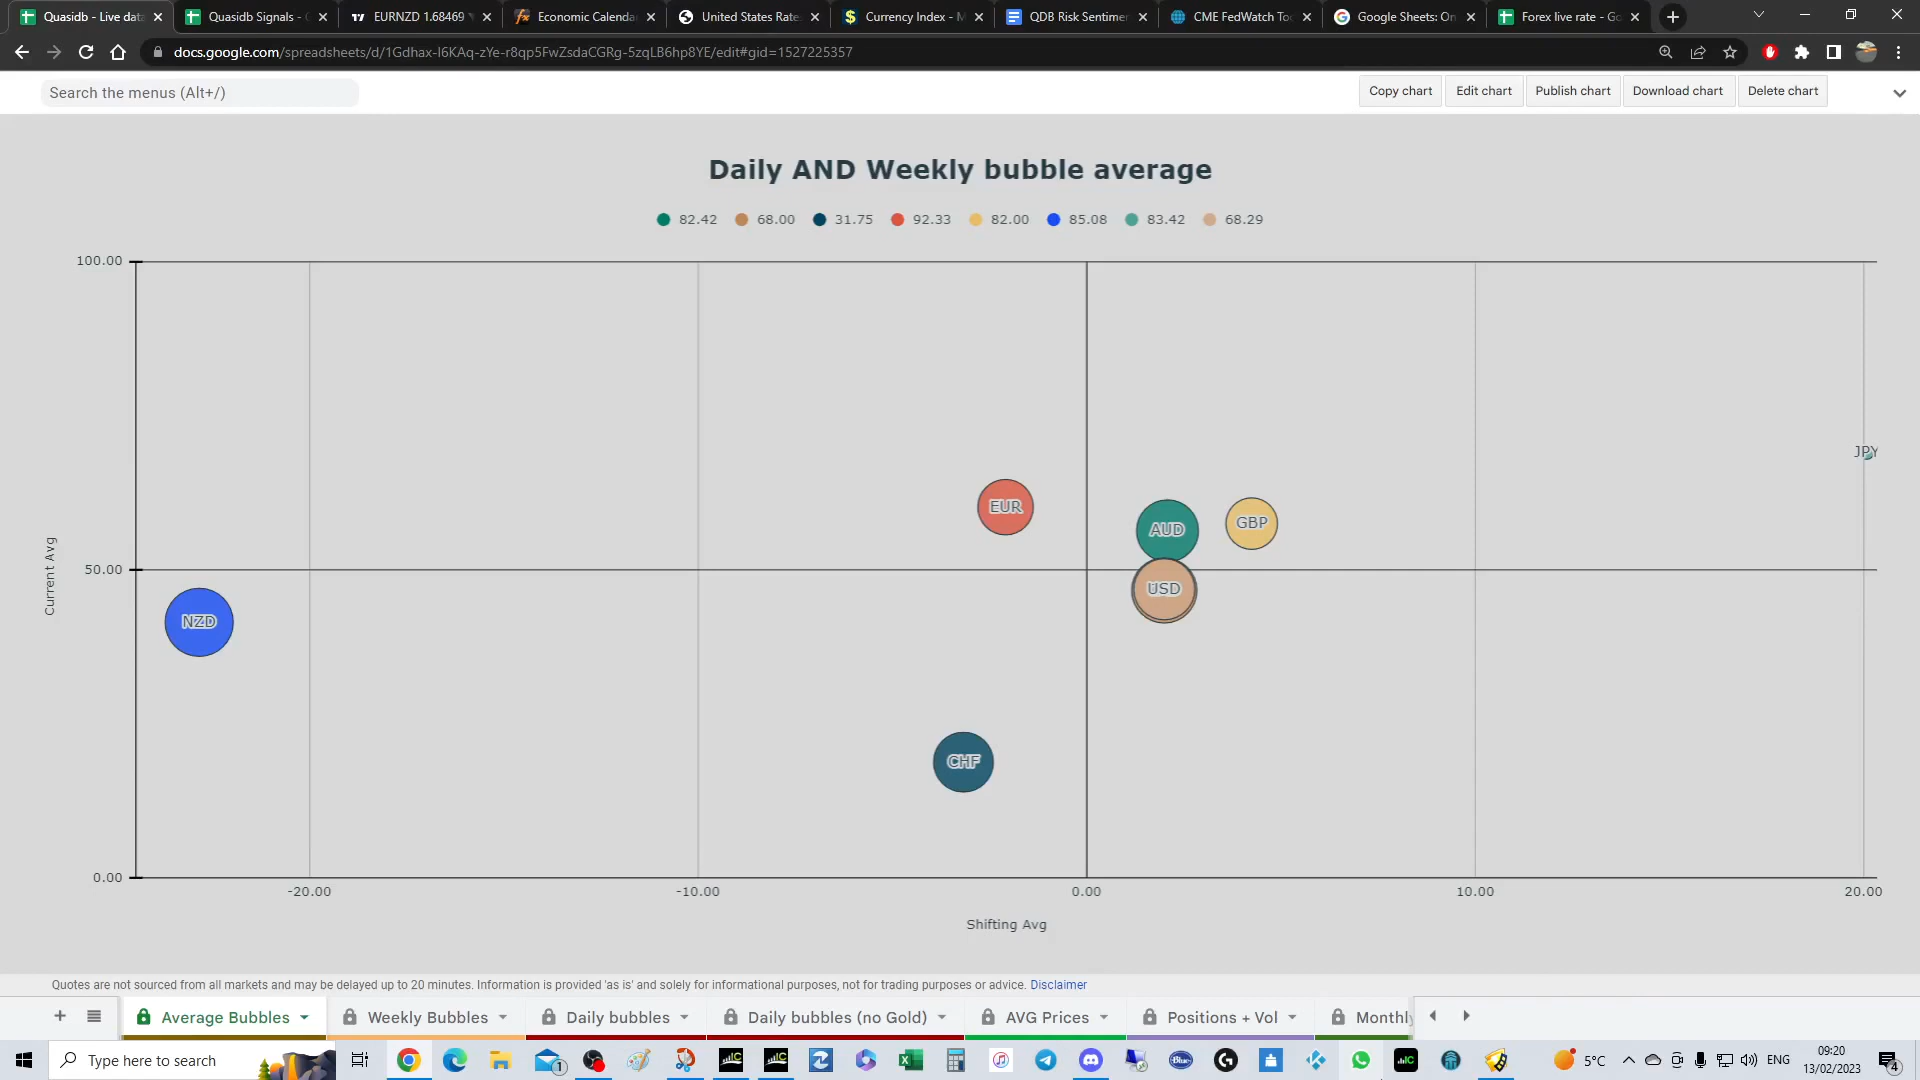 Quasidb - Live data
Quasidb Signals -
EURNZD 1.68469
Economic Calenda
United States Rate
Currency Index - M
QDB Risk Sentimen
CME FedWatch Too
Google Sheets: On
Forex live rate - Go
docs.google.com/spreadsheets/d/1Gdhax-I6KAq-zYe-r8qp5FwZsdaCGRg-5zqLB6hp8YE/edit#gid=1527225357
Search the menus (Alt+/)
Copy chart
Edit chart
Publish chart
Download chart
Delete chart
Daily AND Weekly bubble average
82.42 68.00 31.75 92.33 82.00 85.08 83.42 68.29
100.00
JPY
EUR
GBP
AUD
50.00
USD
NZD
CHF
0.00
Current Avg
-20.00 -10.00 0.00 10.00 20.00
Shifting Avg
Quotes are not sourced from all markets and may be delayed up to 20 minutes. Information is provided 'as is' and solely for informational purposes, not for trading purposes or advice. Disclaimer
Average Bubbles
Weekly Bubbles
Daily bubbles
Daily bubbles (no Gold)
AVG Prices
Positions + Vol
Monthly
Type here to search
1
Blue
5°C
ENG
09:20
13/02/2023
4